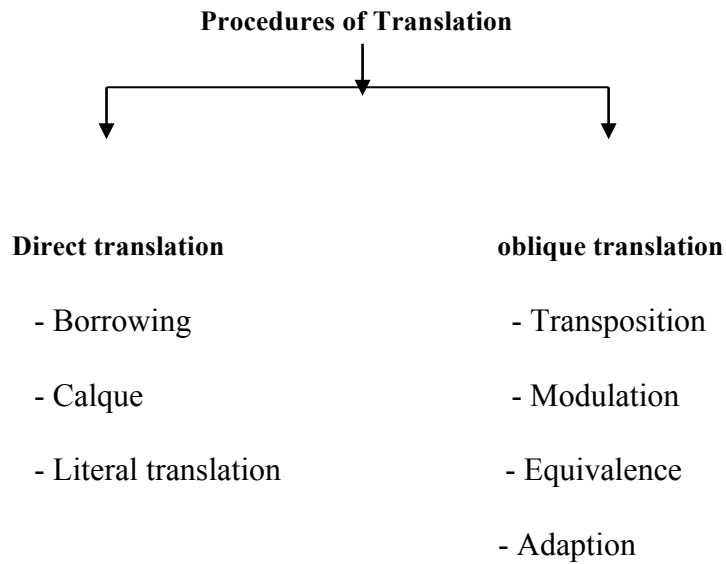 Procedures of Translation
Direct translation
- Borrowing
- Calque
- Literal translation
oblique translation
- Transposition
- Modulation
- Equivalence
- Adaption